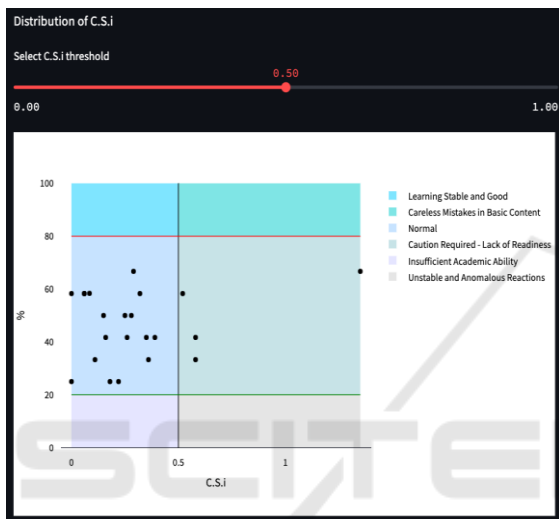 Distribution of C.S.i
Select C.S.i threshold
0.50
0.00 1.00
100
80
60
40
20
0
%
0 0.5 1
C.S.i
Learning Stable and Good
Careless Mistakes in Basic Content
Normal
Caution Required - Lack of Readiness
Insufficient Academic Ability
Unstable and Anomalous Reactions
SCITE